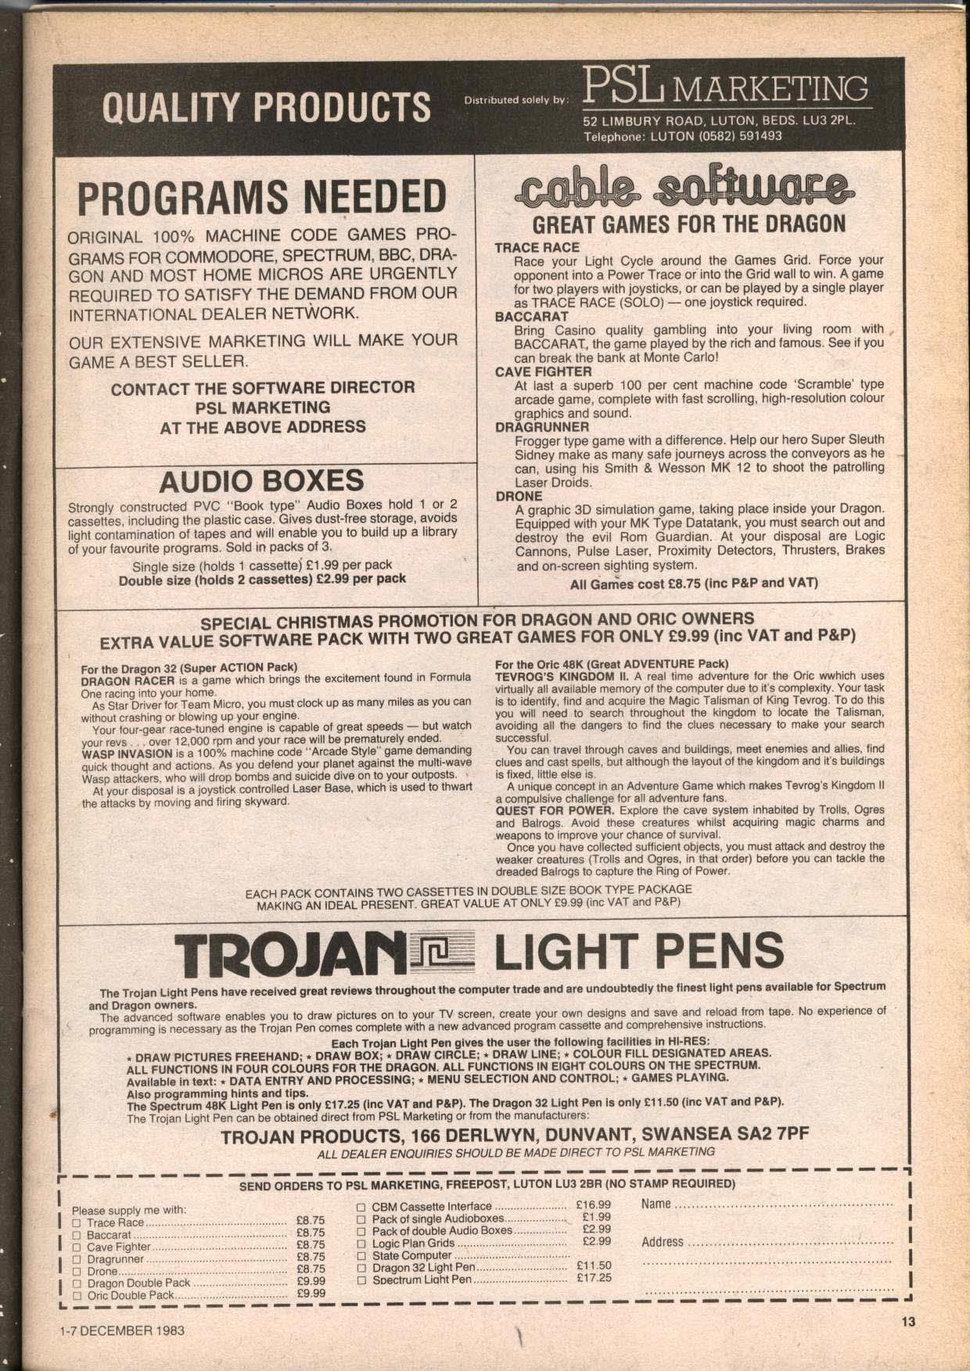 QUALITY PRODUCTS
Distributed solely by:
PSL MARKETING
52 LIMBURY ROAD, LUTON, BEDS. LU3 2PL.
Telephone: LUTON (0582) 591493
PROGRAMS NEEDED
ORIGINAL 100% MACHINE CODE GAMES PRO-
GRAMS FOR COMMODORE, SPECTRUM, BBC, DRA-
GON AND MOST HOME MICROS ARE URGENTLY
REQUIRED TO SATISFY THE DEMAND FROM OUR
INTERNATIONAL DEALER NETWORK.
OUR EXTENSIVE MARKETING WILL MAKE YOUR
GAME A BEST SELLER.
CONTACT THE SOFTWARE DIRECTOR
PSL MARKETING
AT THE ABOVE ADDRESS
AUDIO BOXES
Strongly constructed PVC "Book type" Audio Boxes hold 1 or 2
cassettes, including the plastic case. Gives dust-free storage, avoids
light contamination of tapes and will enable you to build up a library
of your favourite programs. Sold in packs of 3.
Single size (holds 1 cassette) £1.99 per pack
Double size (holds 2 cassettes) £2.99 per pack
cable software
GREAT GAMES FOR THE DRAGON
TRACE RACE
Race your Light Cycle around the Games Grid. Force your
opponent into a Power Trace or into the Grid wall to win. A game
for two players with joysticks, or can be played by a single player
as TRACE RACE (SOLO) — one joystick required.
BACCARAT
Bring Casino quality gambling into your living room with
BACCARAT, the game played by the rich and famous. See if you
can break the bank at Monte Carlo!
CAVE FIGHTER
At last a superb 100 per cent machine code 'Scramble' type
arcade game, complete with fast scrolling, high-resolution colour
graphics and sound.
DRAGRUNNER
Frogger type game with a difference. Help our hero Super Sleuth
Sidney make as many safe journeys across the conveyors as he
can, using his Smith & Wesson MK 12 to shoot the patrolling
Laser Droids.
DRONE
A graphic 3D simulation game, taking place inside your Dragon.
Equipped with your MK Type Datatank, you must search out and
destroy the evil Rom Guardian. At your disposal are Logic
Cannons, Pulse Laser, Proximity Detectors, Thrusters, Brakes
and on-screen sighting system.
All Games cost £8.75 (inc P&P and VAT)
SPECIAL CHRISTMAS PROMOTION FOR DRAGON AND ORIC OWNERS
EXTRA VALUE SOFTWARE PACK WITH TWO GREAT GAMES FOR ONLY £9.99 (inc VAT and P&P)
For the Dragon 32 (Super ACTION Pack)
DRAGON RACER is a game which brings the excitement found in Formula
One racing into your home.
As Star Driver for Team Micro, you must clock up as many miles as you can
without crashing or blowing up your engine.
Your four-gear race-tuned engine is capable of great speeds — but watch
your revs . . . over 12,000 rpm and your race will be prematurely ended.
WASP INVASION is a 100% machine code "Arcade Style" game demanding
quick thought and actions. As you defend your planet against the multi-wave
Wasp attackers, who will drop bombs and suicide dive on to your outposts.
At your disposal is a joystick controlled Laser Base, which is used to thwart
the attacks by moving and firing skyward.
For the Oric 48K (Great ADVENTURE Pack)
TEVROG'S KINGDOM II. A real time adventure for the Oric wwhich uses
virtually all available memory of the computer due to it's complexity. Your task
is to identify, find and acquire the Magic Talisman of King Tevrog. To do this
you will need to search throughout the kingdom to locate the Talisman,
avoiding all the dangers to find the clues necessary to make your search
successful.
You can travel through caves and buildings, meet enemies and allies, find
clues and cast spells, but although the layout of the kingdom and it's buildings
is fixed, little else is.
A unique concept in an Adventure Game which makes Tevrog's Kingdom II
a compulsive challenge for all adventure fans.
QUEST FOR POWER. Explore the cave system inhabited by Trolls, Ogres
and Balrogs. Avoid these creatures whilst acquiring magic charms and
weapons to improve your chance of survival.
Once you have collected sufficient objects, you must attack and destroy the
weaker creatures (Trolls and Ogres, in that order) before you can tackle the
dreaded Balrogs to capture the Ring of Power.
EACH PACK CONTAINS TWO CASSETTES IN DOUBLE SIZE BOOK TYPE PACKAGE
MAKING AN IDEAL PRESENT. GREAT VALUE AT ONLY £9.99 (inc VAT and P&P)
TROJAN LIGHT PENS
The Trojan Light Pens have received great reviews throughout the computer trade and are undoubtedly the finest light pens available for Spectrum
and Dragon owners.
The advanced software enables you to draw pictures on to your TV screen, create your own designs and save and reload from tape. No experience of
programming is necessary as the Trojan Pen comes complete with a new advanced program cassette and comprehensive instructions.
Each Trojan Light Pen gives the user the following facilities in HI-RES:
⋆ DRAW PICTURES FREEHAND; ⋆ DRAW BOX; ⋆ DRAW CIRCLE; ⋆ DRAW LINE; ⋆ COLOUR FILL DESIGNATED AREAS.
ALL FUNCTIONS IN FOUR COLOURS FOR THE DRAGON. ALL FUNCTIONS IN EIGHT COLOURS ON THE SPECTRUM.
Available in text: ⋆ DATA ENTRY AND PROCESSING; ⋆ MENU SELECTION AND CONTROL; ⋆ GAMES PLAYING.
Also programming hints and tips.
The Spectrum 48K Light Pen is only £17.25 (inc VAT and P&P). The Dragon 32 Light Pen is only £11.50 (inc VAT and P&P).
The Trojan Light Pen can be obtained direct from PSL Marketing or from the manufacturers:
TROJAN PRODUCTS, 166 DERLWYN, DUNVANT, SWANSEA SA2 7PF
ALL DEALER ENQUIRIES SHOULD BE MADE DIRECT TO PSL MARKETING
SEND ORDERS TO PSL MARKETING, FREEPOST, LUTON LU3 2BR (NO STAMP REQUIRED)
Please supply me with:
☐ Trace Race ........ £8.75
☐ Baccarat ........ £8.75
☐ Cave Fighter ........ £8.75
☐ Dragrunner ........ £8.75
☐ Drone ........ £8.75
☐ Dragon Double Pack ........ £9.99
☐ Oric Double Pack ........ £9.99
☐ CBM Cassette Interface ........ £16.99
☐ Pack of single Audioboxes ........ £1.99
☐ Pack of double Audio Boxes ........ £2.99
☐ Logic Plan Grids ........ £2.99
☐ State Computer ........
☐ Dragon 32 Light Pen ........ £11.50
☐ Spectrum Light Pen ........ £17.25
Name ........
Address ........
1-7 DECEMBER 1983
13